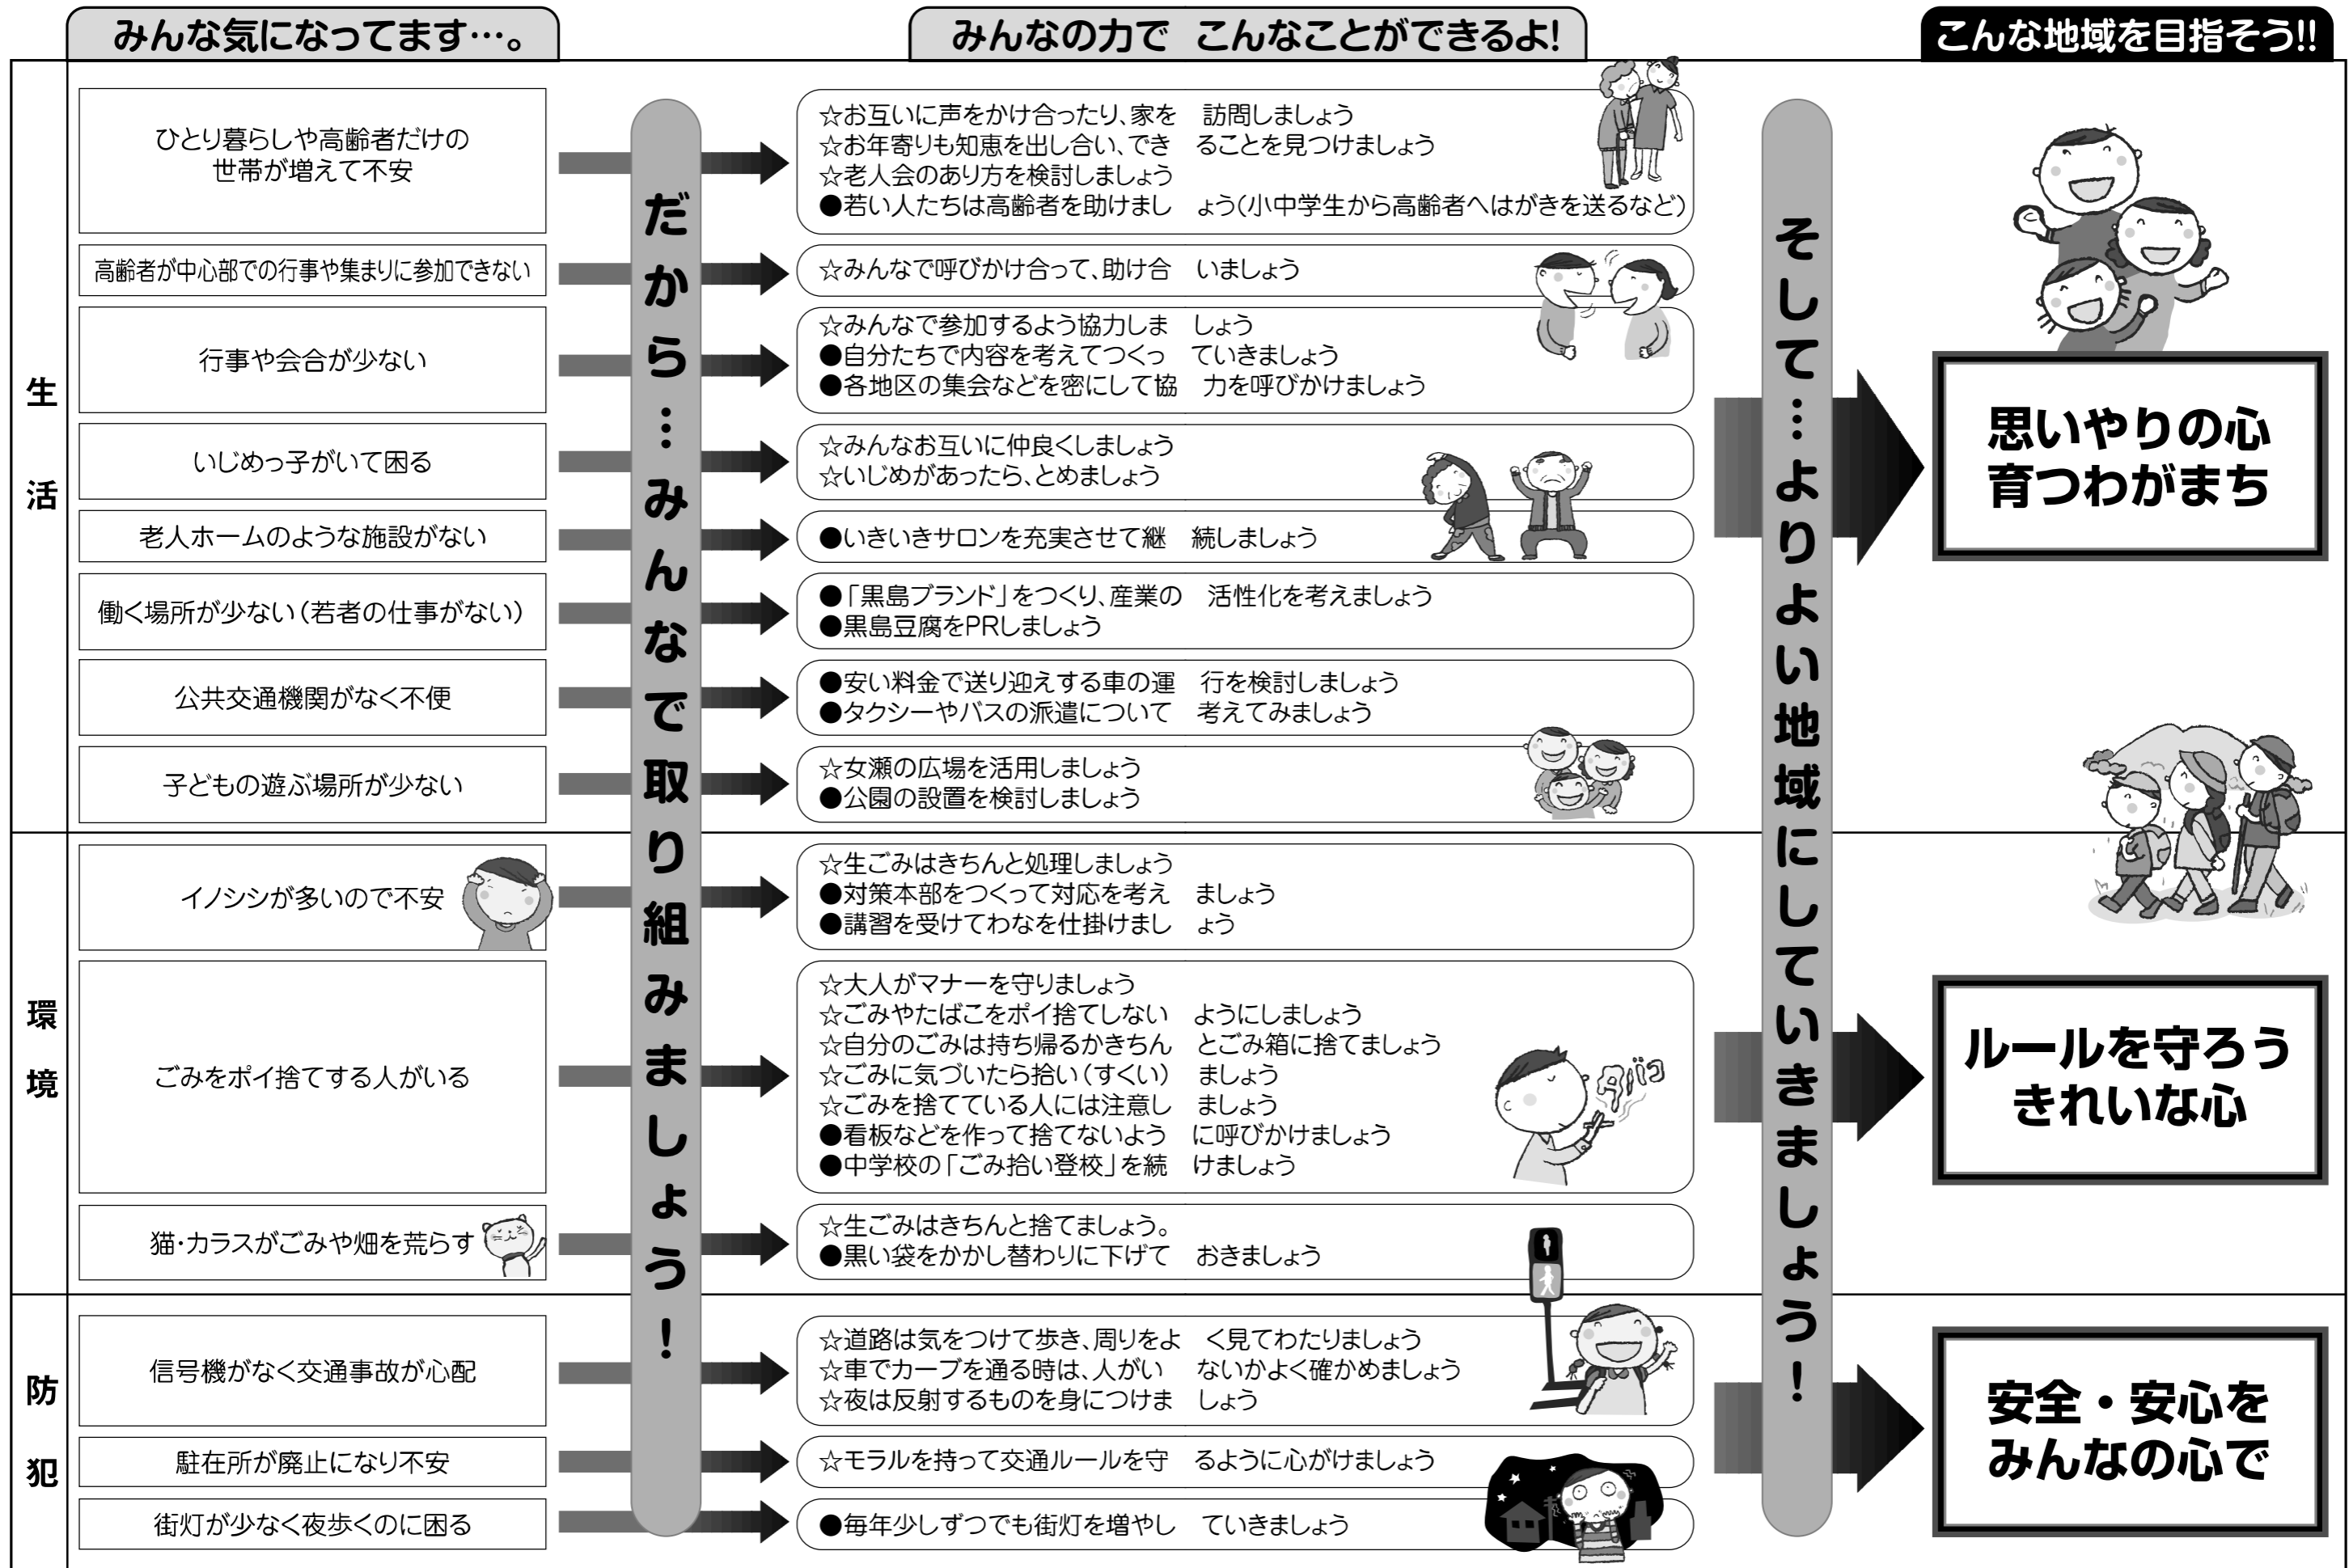 みんな気になってます…。
みんなの力で こんなことができるよ!
こんな地域を目指そう!!
生活
ひとり暮らしや高齢者だけの
世帯が増えて不安
☆お互いに声をかけ合ったり、家を 訪問しましょう
☆お年寄りも知恵を出し合い、でき ることを見つけましょう
☆老人会のあり方を検討しましょう
●若い人たちは高齢者を助けまし ょう(小中学生から高齢者へはがきを送るなど)
高齢者が中心部での行事や集まりに参加できない
☆みんなで呼びかけ合って、助け合 いましょう
行事や会合が少ない
☆みんなで参加するよう協力しま しょう
●自分たちで内容を考えてつくっ ていきましょう
●各地区の集会などを密にして協 力を呼びかけましょう
いじめっ子がいて困る
☆みんなお互いに仲良くしましょう
☆いじめがあったら、とめましょう
老人ホームのような施設がない
●いきいきサロンを充実させて継 続しましょう
働く場所が少ない(若者の仕事がない)
●「黒島ブランド」をつくり、産業の 活性化を考えましょう
●黒島豆腐をPRしましょう
公共交通機関がなく不便
●安い料金で送り迎えする車の運 行を検討しましょう
●タクシーやバスの派遣について 考えてみましょう
子どもの遊ぶ場所が少ない
☆女瀬の広場を活用しましょう
●公園の設置を検討しましょう
環境
イノシシが多いので不安
☆生ごみはきちんと処理しましょう
●対策本部をつくって対応を考え ましょう
●講習を受けてわなを仕掛けまし ょう
ごみをポイ捨てする人がいる
☆大人がマナーを守りましょう
☆ごみやたばこをポイ捨てしない ようにしましょう
☆自分のごみは持ち帰るかきちん とごみ箱に捨てましょう
☆ごみに気づいたら拾い(すくい) ましょう
☆ごみを捨てている人には注意し ましょう
●看板などを作って捨てないよう に呼びかけましょう
●中学校の「ごみ拾い登校」を続 けましょう
タバコ
猫・カラスがごみや畑を荒らす
☆生ごみはきちんと捨てましょう。
●黒い袋をかかし替わりに下げて おきましょう
防犯
信号機がなく交通事故が心配
☆道路は気をつけて歩き、周りをよ く見てわたりましょう
☆車でカーブを通る時は、人がい ないかよく確かめましょう
☆夜は反射するものを身につけま しょう
駐在所が廃止になり不安
☆モラルを持って交通ルールを守 るように心がけましょう
街灯が少なく夜歩くのに困る
●毎年少しずつでも街灯を増やし ていきましょう
だから…みんなで取り組みましょう!
そして…よりよい地域にしていきましょう!
思いやりの心
育つわがまち
ルールを守ろう
きれいな心
安全・安心を
みんなの心で